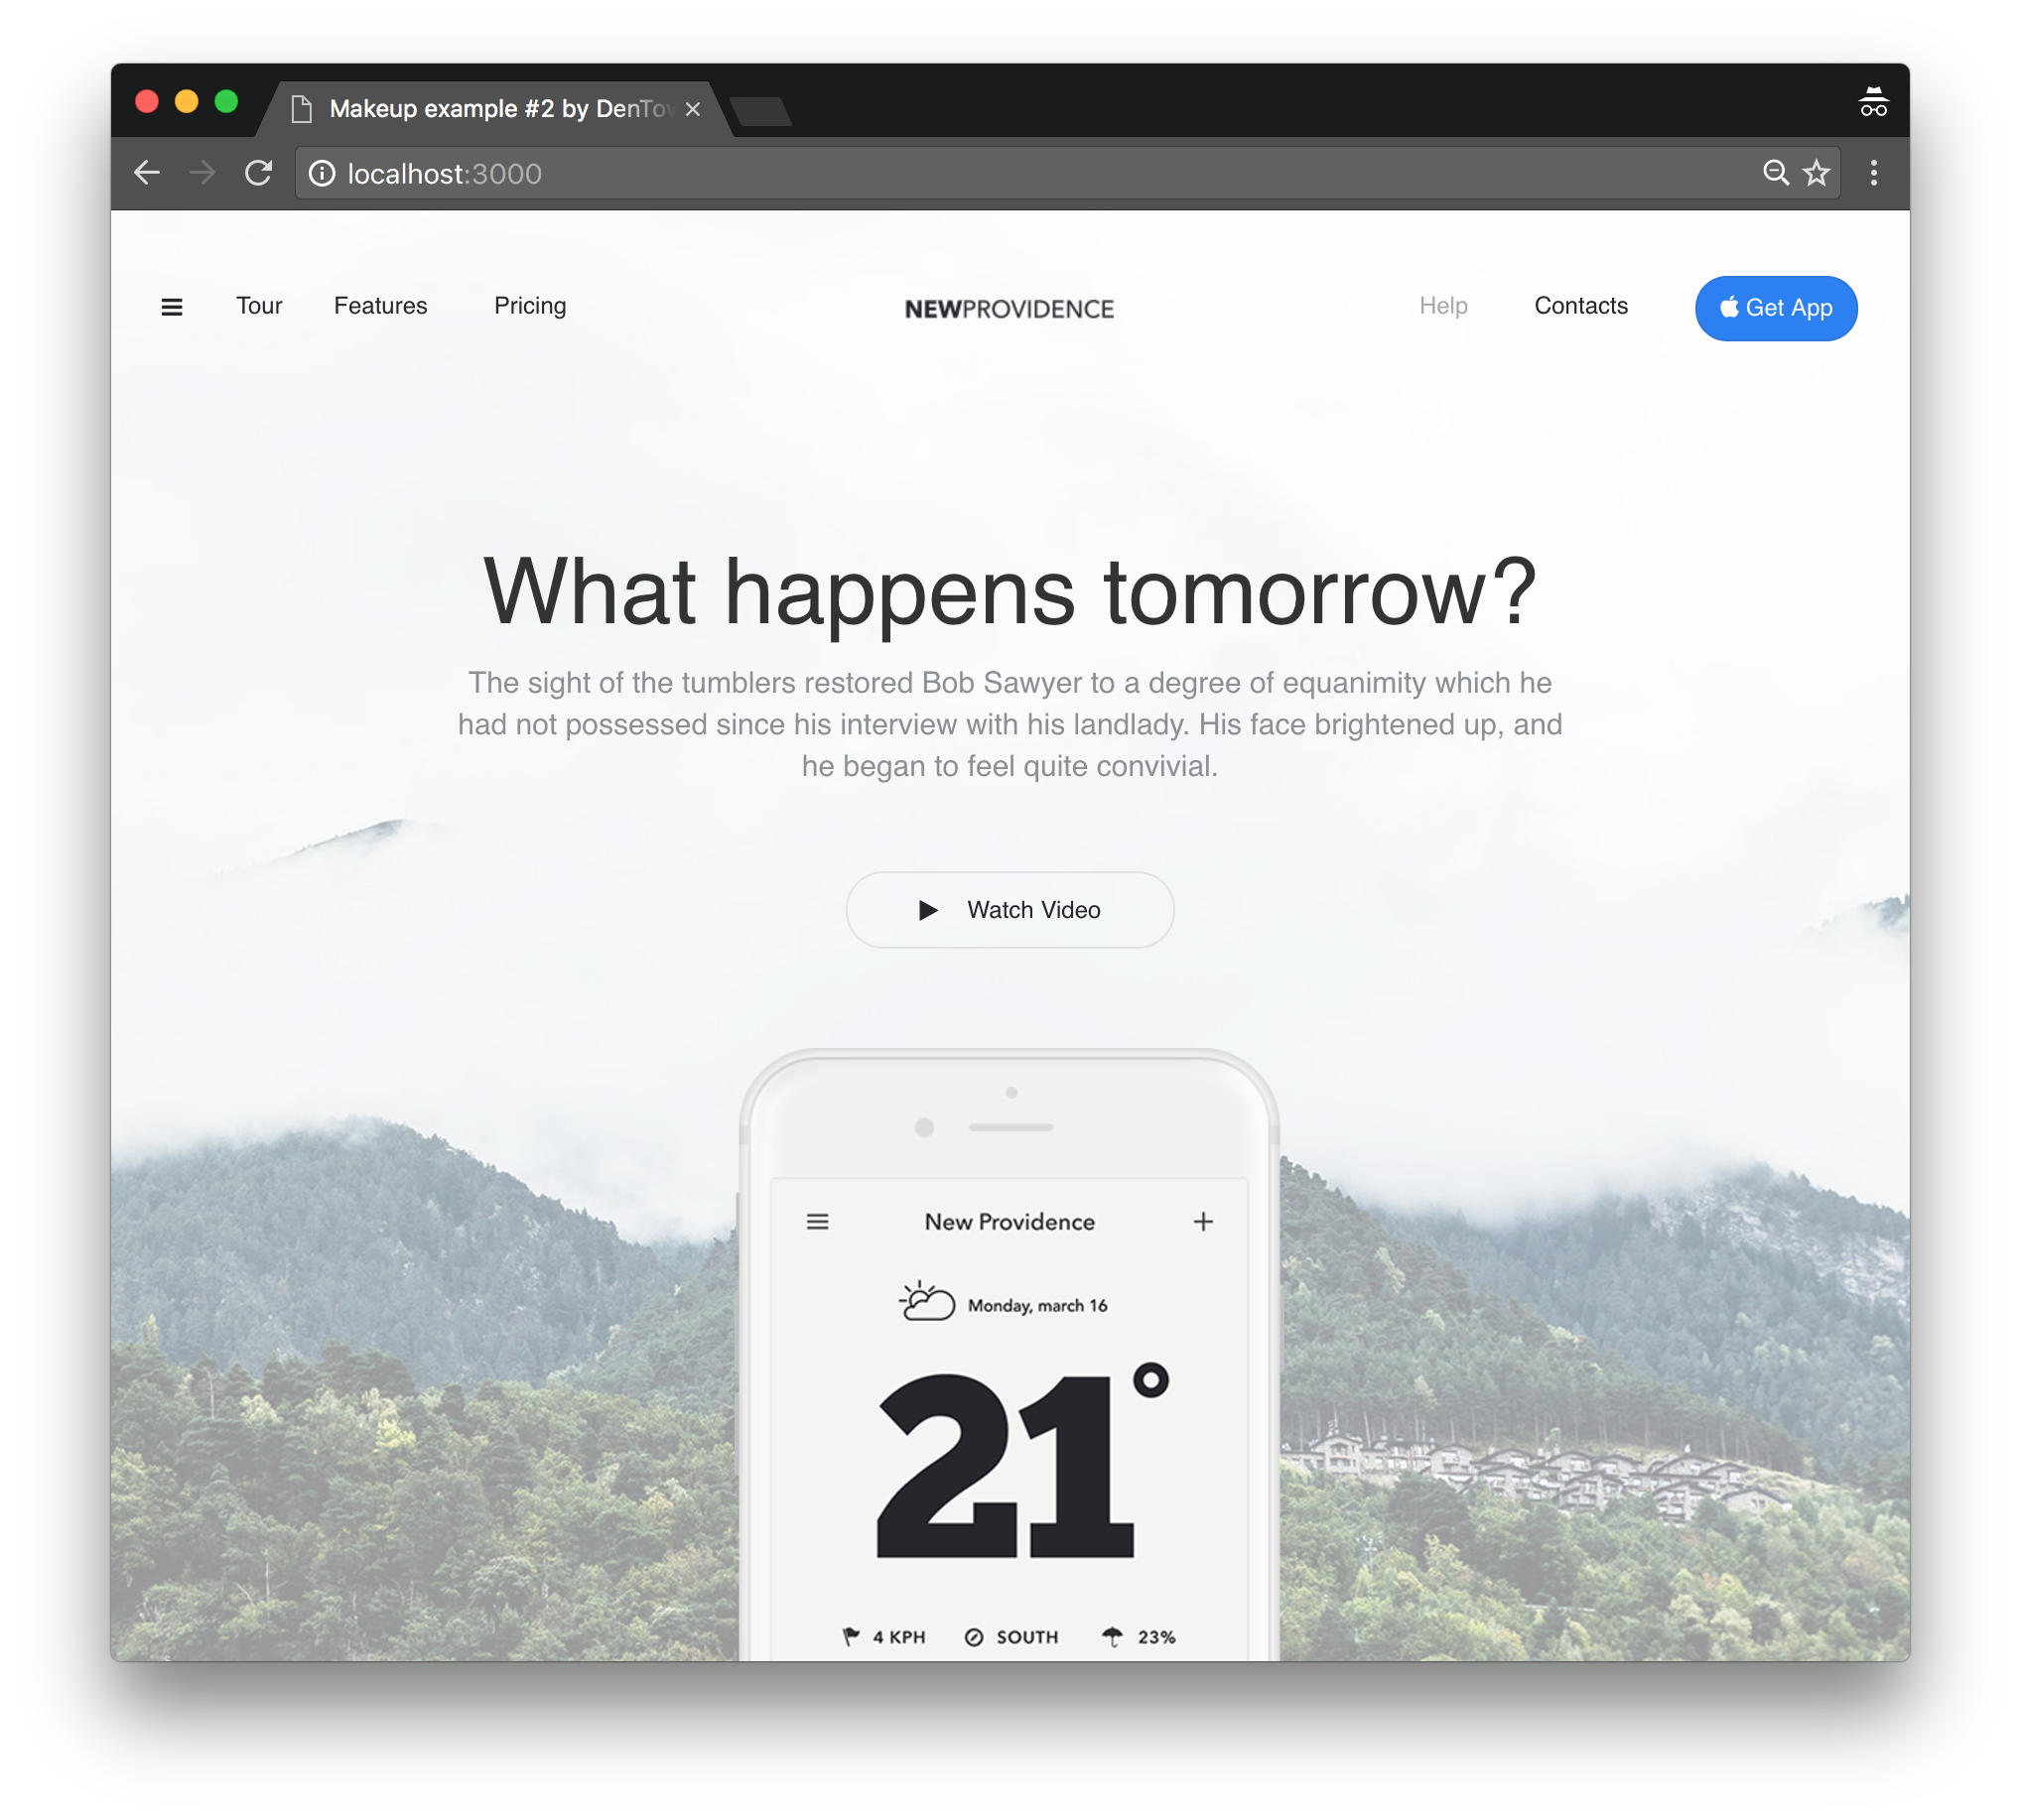 Makeup example #2 by DenTov
localhost:3000
Tour Features Pricing NEWPROVIDENCE Help Contacts Get App
What happens tomorrow?
The sight of the tumblers restored Bob Sawyer to a degree of equanimity which he
had not possessed since his interview with his landlady. His face brightened up, and
he began to feel quite convivial.
Watch Video
New Providence
Monday, march 16
21°
4 KPH SOUTH 23%